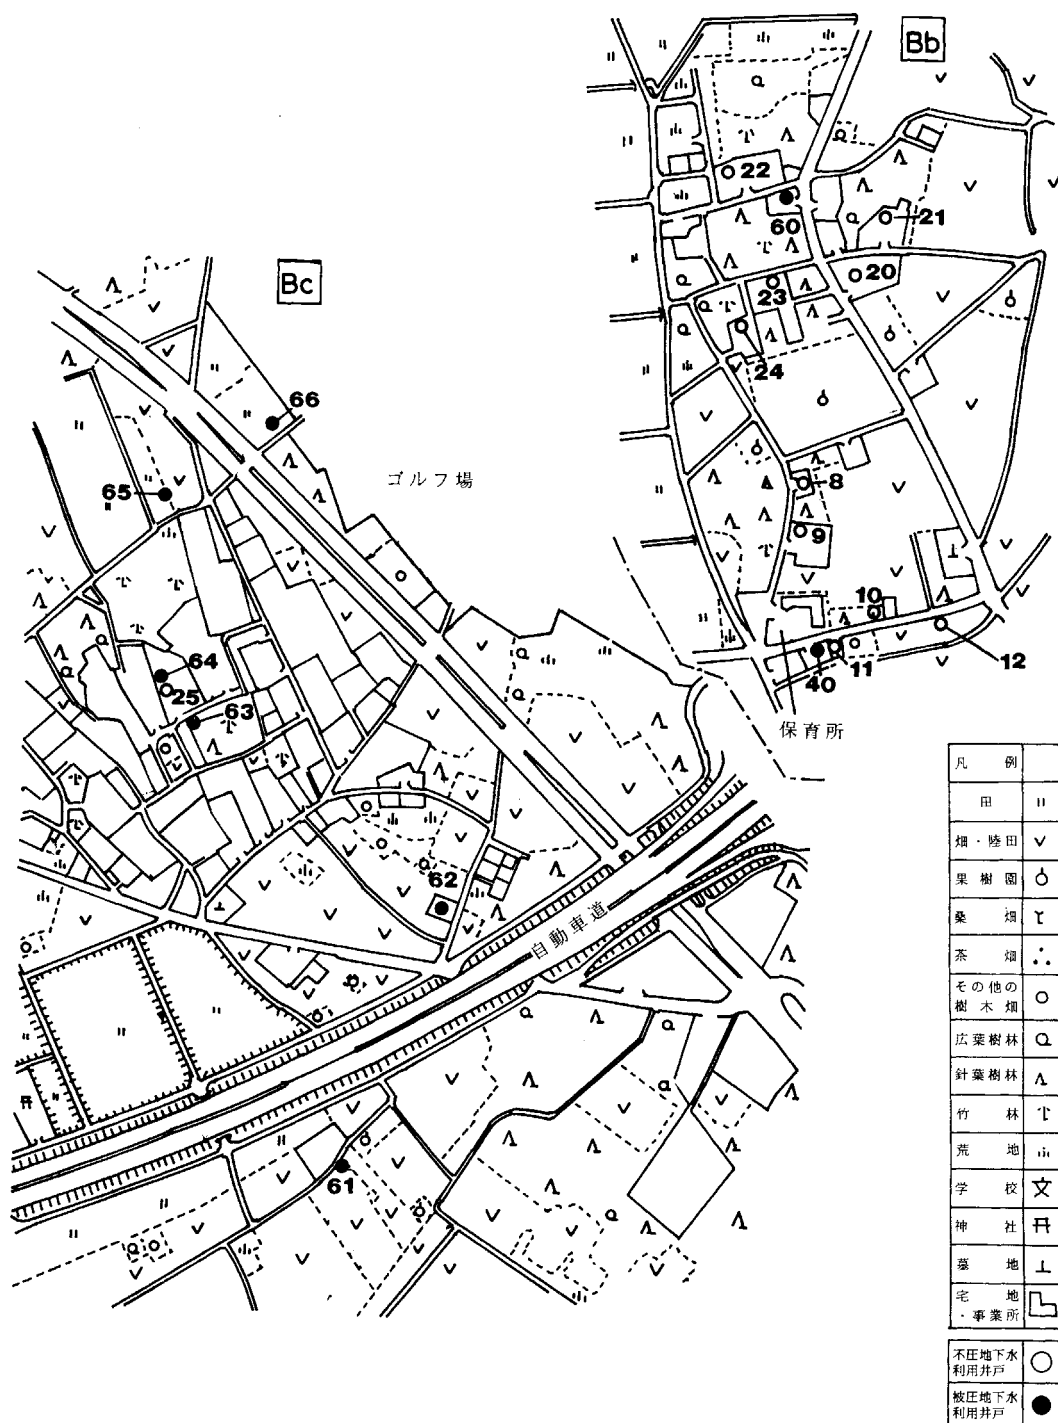 Bb
22
60
21
20
23
24
8
9
10
11
12
40
保育所
Bc
66
ゴルフ場
65
64
25
63
62
自動車道
61
凡例
田
畑・陸田
果樹園
桑畑
茶畑
その他の
樹木畑
広葉樹林
針葉樹林
竹林
荒地
学校
神社
墓地
宅地
・事業所
不圧地下水
利用井戸
被圧地下水
利用井戸